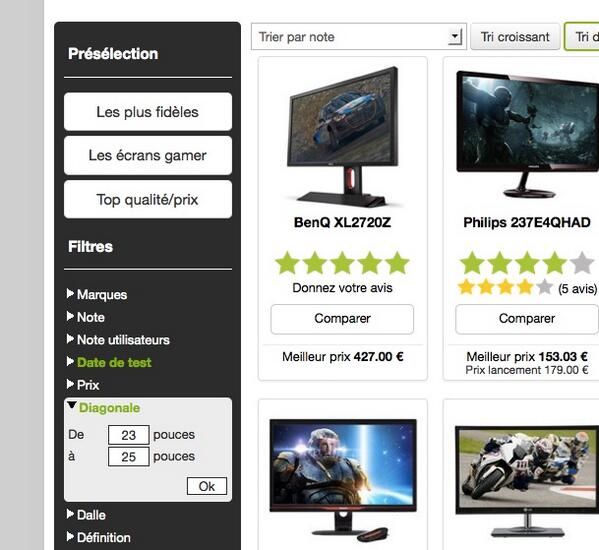 Présélection
Les plus fidèles
Les écrans gamer
Top qualité/prix
Filtres
Marques
Note
Note utilisateurs
Date de test
Prix
Diagonale
De 23 pouces
à 25 pouces
Ok
Dalle
Définition
Trier par note
Tri croissant
Tri d
BenQ XL2720Z
Donnez votre avis
Comparer
Meilleur prix 427.00 €
Philips 237E4QHAD
(5 avis)
Comparer
Meilleur prix 153.03 €
Prix lancement 179.00 €